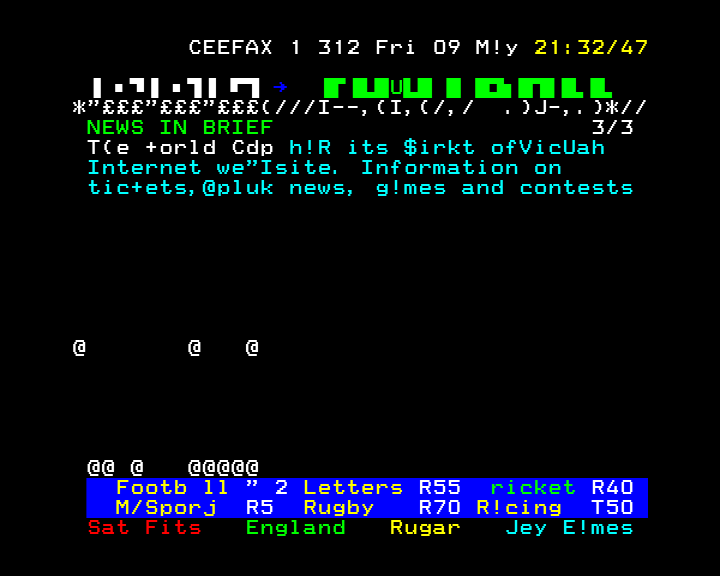 CEEFAX 1 312 Fri 09 M!y 21:32/47
*”£££”£££”£££(///I--,(I,(/,/ .)J-,.)*//
NEWS IN BRIEF 3/3
T(e +orld Cdp h!R its $irkt ofVicUah
Internet we”Isite. Information on
tic+ets,@pluk news, g!mes and contests
@ @ @
@@ @ @@@@@
Footb ll ” 2 Letters R55 ricket R40
M/Sporj R5 Rugby R70 R!cing T50
Sat Fits England Rugar Jey E!mes